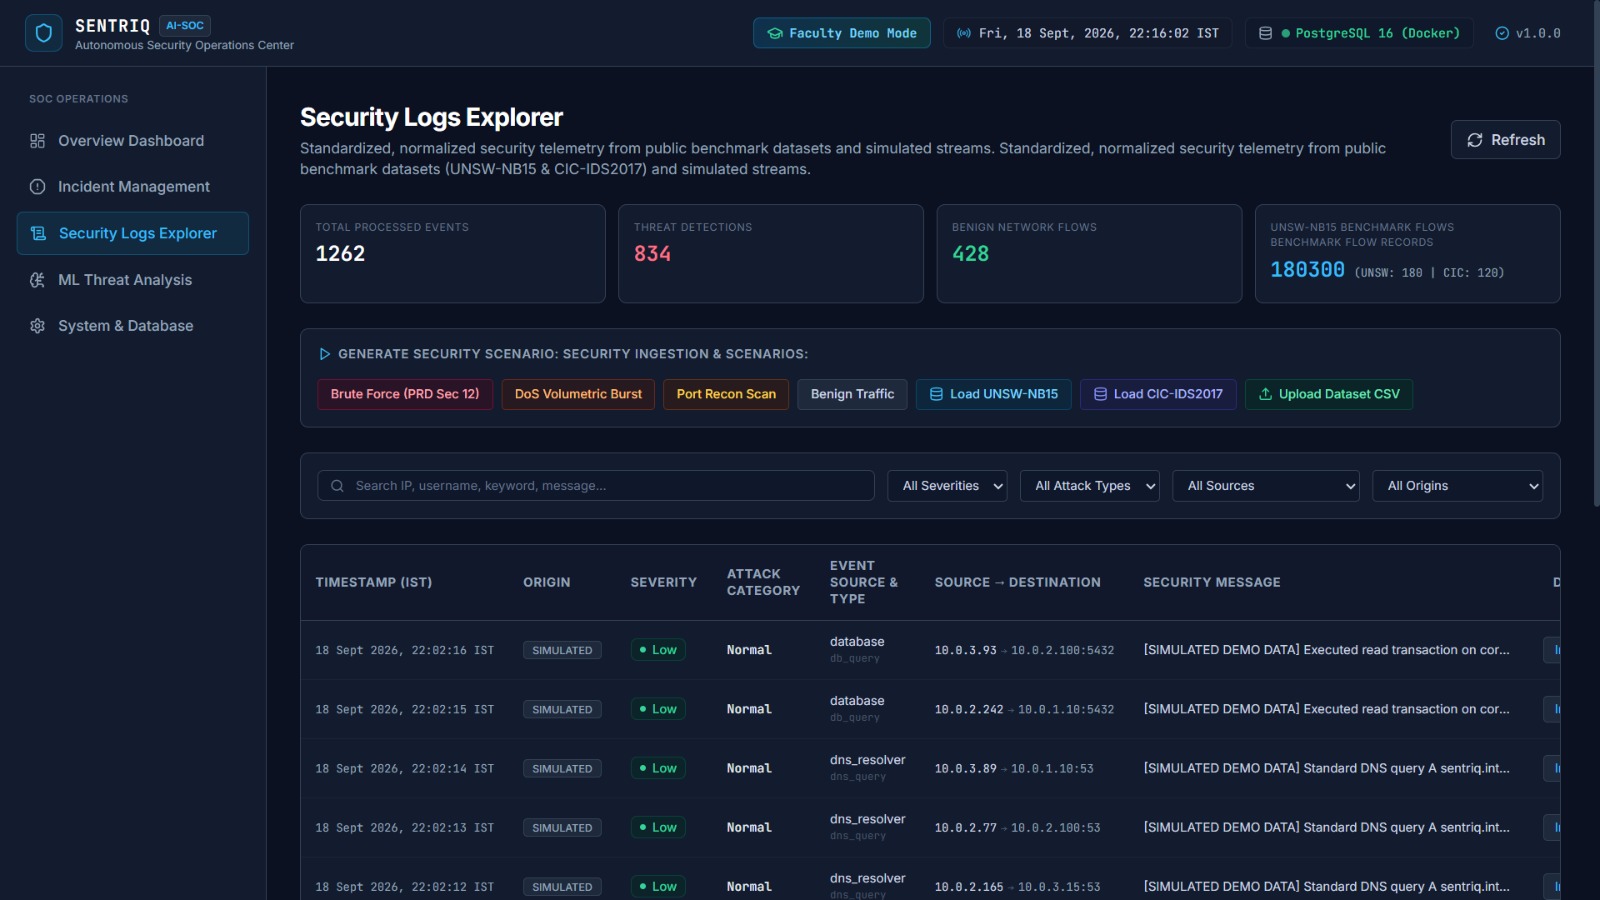 SENTRIQ AI-SOC
Autonomous Security Operations Center
Faculty Demo Mode
Fri, 18 Sept, 2026, 22:16:02 IST
PostgreSQL 16 (Docker)
v1.0.0
SOC OPERATIONS
Overview Dashboard
Incident Management
Security Logs Explorer
ML Threat Analysis
System & Database
Security Logs Explorer
Standardized, normalized security telemetry from public benchmark datasets and simulated streams. Standardized, normalized security telemetry from public
benchmark datasets (UNSW-NB15 & CIC-IDS2017) and simulated streams.
Refresh
TOTAL PROCESSED EVENTS
1262
THREAT DETECTIONS
834
BENIGN NETWORK FLOWS
428
UNSW-NB15 BENCHMARK FLOWS
BENCHMARK FLOW RECORDS
180300 (UNSW: 180 | CIC: 120)
GENERATE SECURITY SCENARIO: SECURITY INGESTION & SCENARIOS:
Brute Force (PRD Sec 12)
DoS Volumetric Burst
Port Recon Scan
Benign Traffic
Load UNSW-NB15
Load CIC-IDS2017
Upload Dataset CSV
Search IP, username, keyword, message...
All Severities
All Attack Types
All Sources
All Origins
TIMESTAMP (IST)
ORIGIN
SEVERITY
ATTACK
CATEGORY
EVENT
SOURCE &
TYPE
SOURCE → DESTINATION
SECURITY MESSAGE
18 Sept 2026, 22:02:16 IST
SIMULATED
Low
Normal
database
db_query
10.0.3.93 → 10.0.2.100:5432
[SIMULATED DEMO DATA] Executed read transaction on cor...
18 Sept 2026, 22:02:15 IST
SIMULATED
Low
Normal
database
db_query
10.0.2.242 → 10.0.1.10:5432
[SIMULATED DEMO DATA] Executed read transaction on cor...
18 Sept 2026, 22:02:14 IST
SIMULATED
Low
Normal
dns_resolver
dns_query
10.0.3.89 → 10.0.1.10:53
[SIMULATED DEMO DATA] Standard DNS query A sentriq.int...
18 Sept 2026, 22:02:13 IST
SIMULATED
Low
Normal
dns_resolver
dns_query
10.0.2.77 → 10.0.2.100:53
[SIMULATED DEMO DATA] Standard DNS query A sentriq.int...
18 Sept 2026, 22:02:12 IST
SIMULATED
Low
Normal
dns_resolver
dns_query
10.0.2.165 → 10.0.3.15:53
[SIMULATED DEMO DATA] Standard DNS query A sentriq.int...